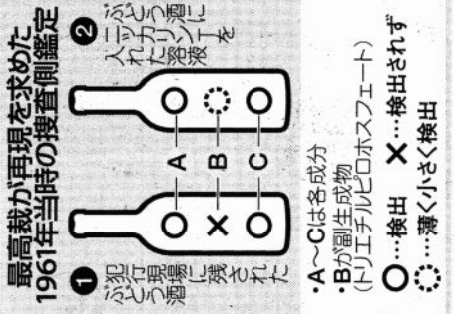 最高裁が再現を求めた
1961年当時の捜査側鑑定
❶
犯行現場に残された
ぶどう酒
❷
ぶどう酒に
ニッカリンTを
入れた溶液
A
B
C
・A〜Cは各成分
・Bが副生成物
(トリエチルピロホスフェート)
○…検出 ×…検出されず
◌…薄く小さく検出